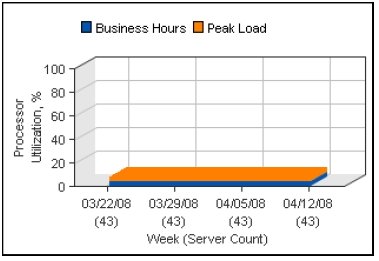 Business Hours Peak Load
Processor
Utilization, %
100
80
60
40
20
0
03/22/08 03/29/08 04/05/08 04/12/08
(43) (43) (43) (43)
Week (Server Count)